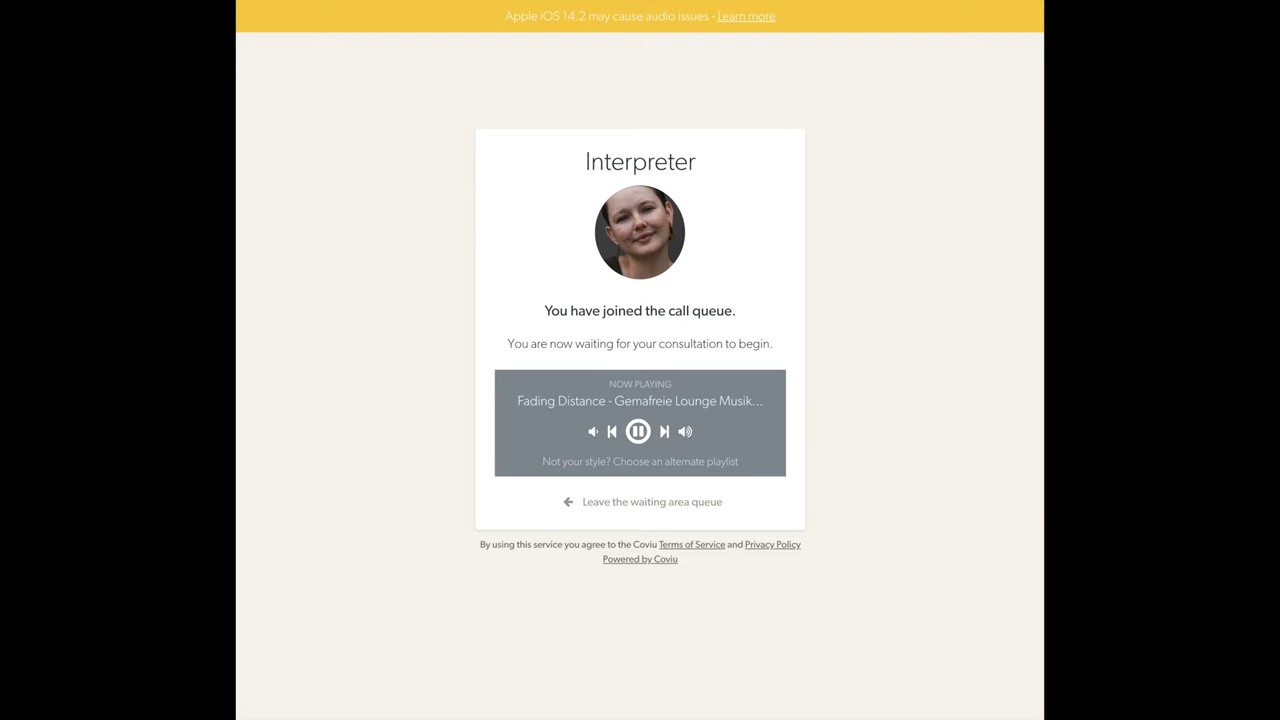 Apple iOS 14.2 may cause audio issues - Learn more
Interpreter
You have joined the call queue.
You are now waiting for your consultation to begin.
NOW PLAYING
Fading Distance - Gemafreie Lounge Musik...
Not your style? Choose an alternate playlist
Leave the waiting area queue
By using this service you agree to the Coviu Terms of Service and Privacy Policy
Powered by Coviu